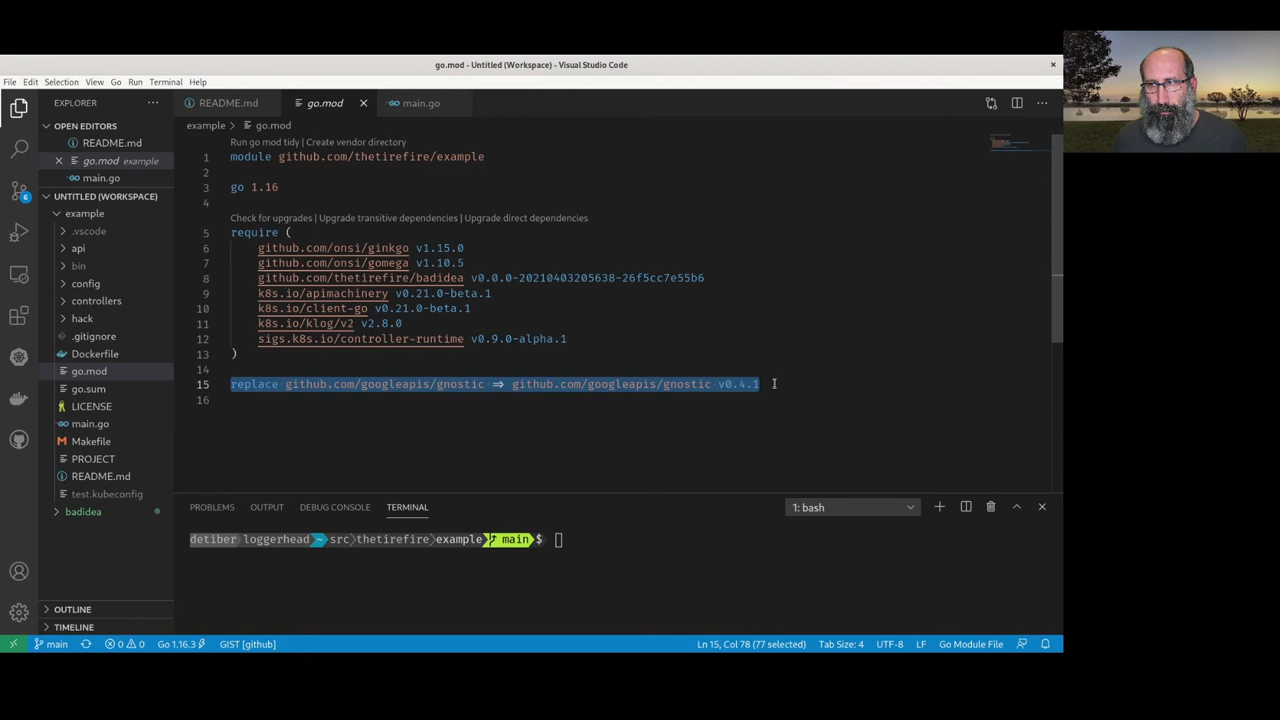 go.mod - Untitled (Workspace) - Visual Studio Code
File Edit Selection View Go Run Terminal Help
EXPLORER
README.md
go.mod
main.go
OPEN EDITORS
README.md
go.mod example
main.go
UNTITLED (WORKSPACE)
example
.vscode
api
bin
config
controllers
hack
.gitignore
Dockerfile
go.mod
go.sum
LICENSE
main.go
Makefile
PROJECT
README.md
test.kubeconfig
badidea
OUTLINE
TIMELINE
6
example > go.mod
Run go mod tidy | Create vendor directory
1 module github.com/thetirefire/example
2
3 go 1.16
4
Check for upgrades | Upgrade transitive dependencies | Upgrade direct dependencies
5 require (
6 github.com/onsi/ginkgo v1.15.0
7 github.com/onsi/gomega v1.10.5
8 github.com/thetirefire/badidea v0.0.0-20210403205638-26f5cc7e55b6
9 k8s.io/apimachinery v0.21.0-beta.1
10 k8s.io/client-go v0.21.0-beta.1
11 k8s.io/klog/v2 v2.8.0
12 sigs.k8s.io/controller-runtime v0.9.0-alpha.1
13 )
14
15 replace github.com/googleapis/gnostic => github.com/googleapis/gnostic v0.4.1
16
PROBLEMS OUTPUT DEBUG CONSOLE TERMINAL
1: bash
detiber loggerhead ~ src thetirefire example main $
main 0 0 Go 1.16.3 GIST [github] Ln 15, Col 78 (77 selected) Tab Size: 4 UTF-8 LF Go Module File